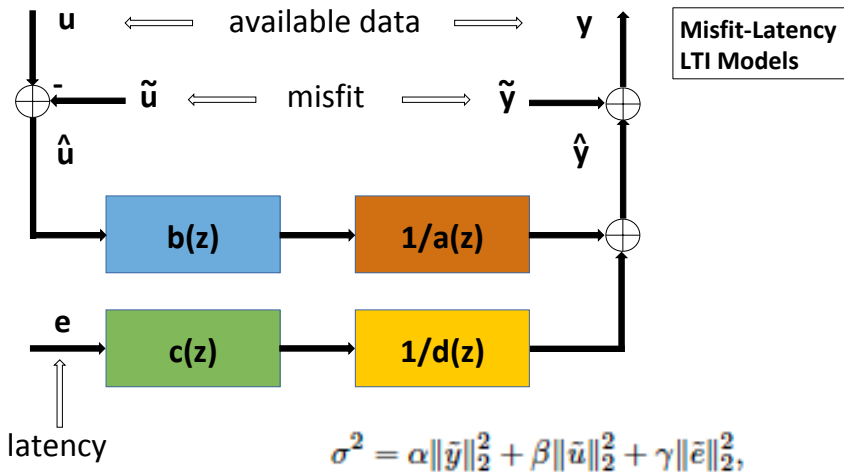 u available data y
Misfit-Latency
LTI Models
- ũ misfit ỹ
û ŷ
b(z) 1/a(z)
e
c(z) 1/d(z)
latency
σ² = α‖ỹ‖₂² + β‖ũ‖₂² + γ‖ẽ‖₂²,